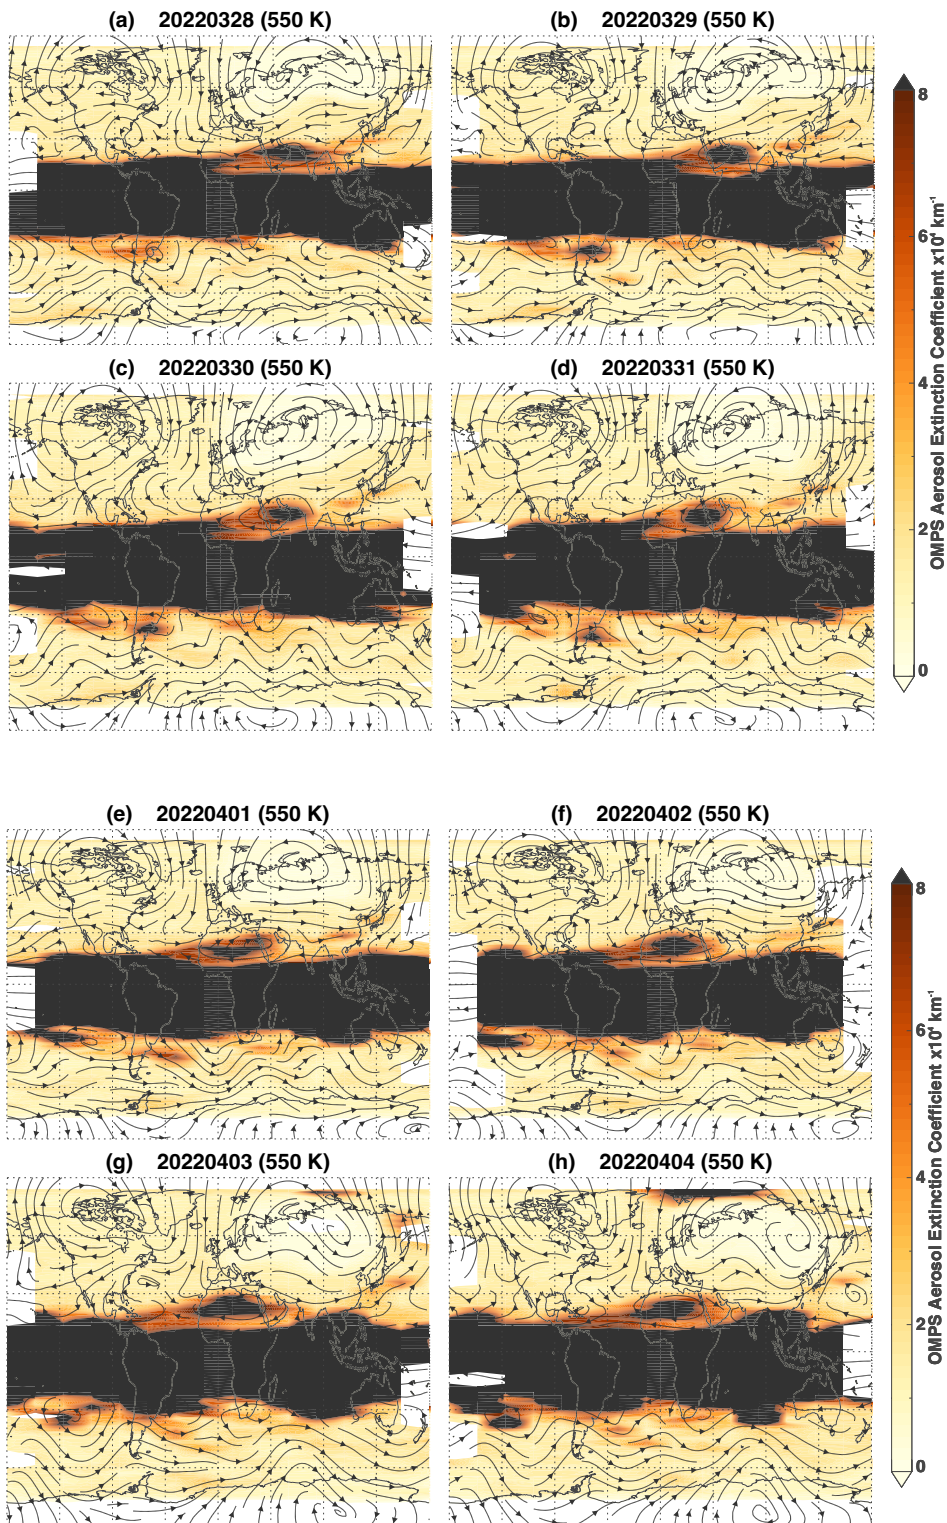 (a) 20220328 (550 K)
(b) 20220329 (550 K)
(c) 20220330 (550 K)
(d) 20220331 (550 K)
8
6
4
2
0
OMPS Aerosol Extinction Coefficient x10⁴ km⁻¹
(e) 20220401 (550 K)
(f) 20220402 (550 K)
(g) 20220403 (550 K)
(h) 20220404 (550 K)
8
6
4
2
0
OMPS Aerosol Extinction Coefficient x10⁴ km⁻¹